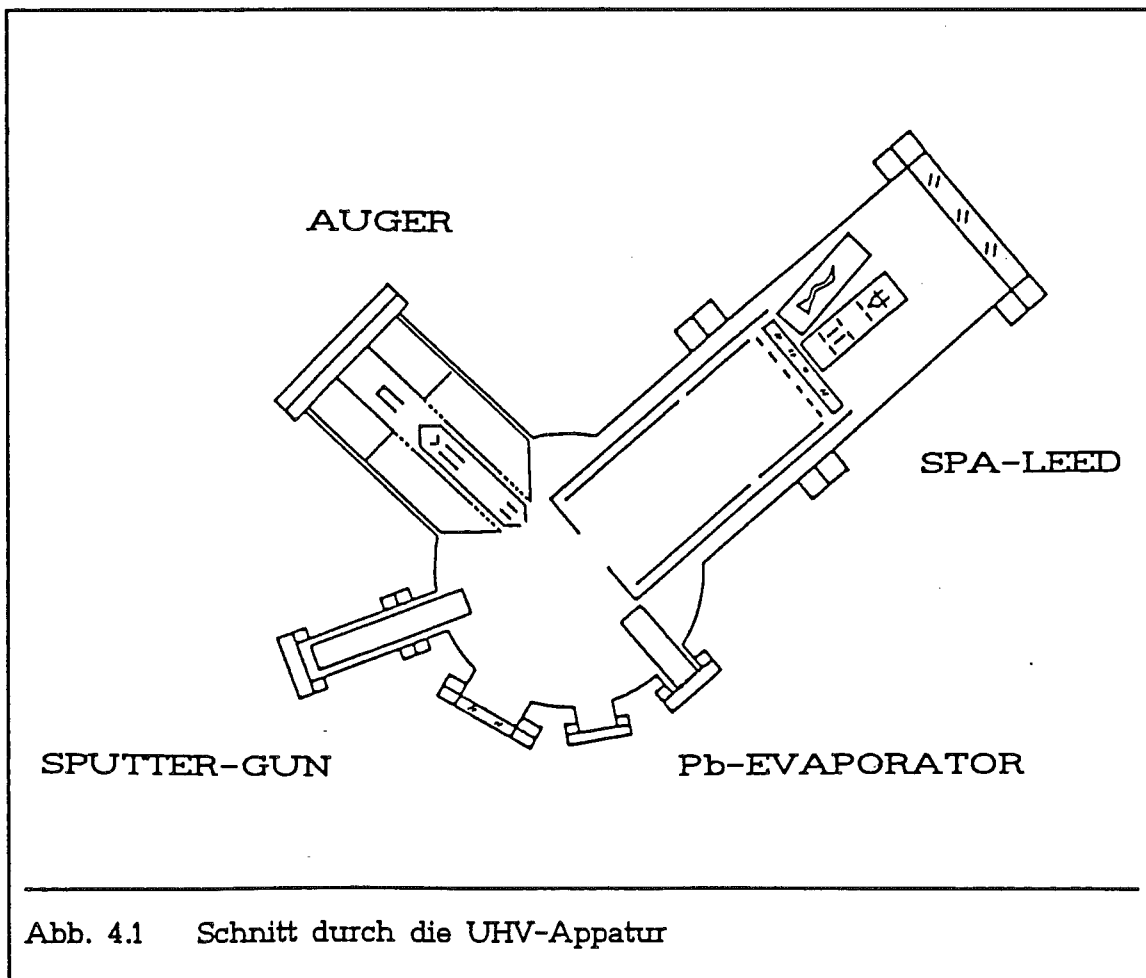 AUGER
SPA-LEED
SPUTTER-GUN
Pb-EVAPORATOR
Abb. 4.1 Schnitt durch die UHV-Appatur